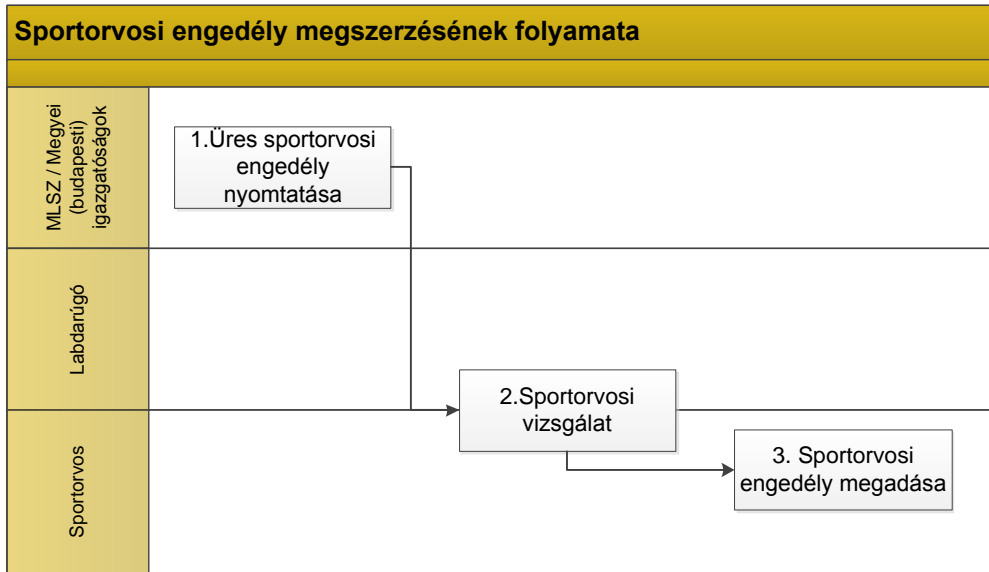 Sportorvosi engedély megszerzésének folyamata
MLSZ / Megyei
(budapesti)
igazgatóságok
1.Üres sportorvosi
engedély
nyomtatása
Labdarúgó
2.Sportorvosi
vizsgálat
Sportorvos
3. Sportorvosi
engedély megadása